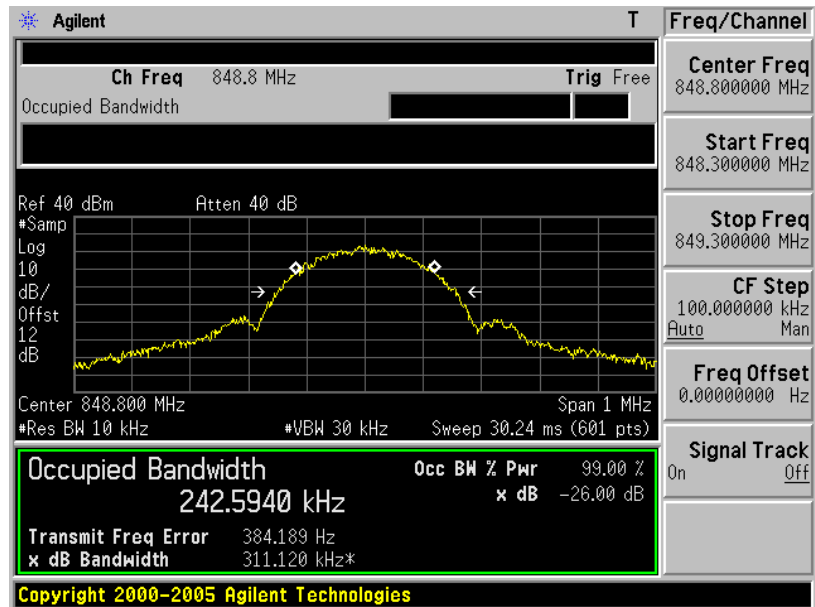 Agilent T
Ch Freq 848.8 MHz Trig Free
Occupied Bandwidth
Ref 40 dBm Atten 40 dB
#Samp
Log
10
dB/
Offst
12
dB
Center 848.800 MHz Span 1 MHz
#Res BW 10 kHz #VBW 30 kHz Sweep 30.24 ms (601 pts)
Occupied Bandwidth Occ BW % Pwr 99.00 %
242.5940 kHz x dB -26.00 dB
Transmit Freq Error 384.189 Hz
x dB Bandwidth 311.120 kHz*
Copyright 2000-2005 Agilent Technologies
Freq/Channel
Center Freq
848.800000 MHz
Start Freq
848.300000 MHz
Stop Freq
849.300000 MHz
CF Step
100.000000 kHz
Auto Man
Freq Offset
0.00000000 Hz
Signal Track
On Off